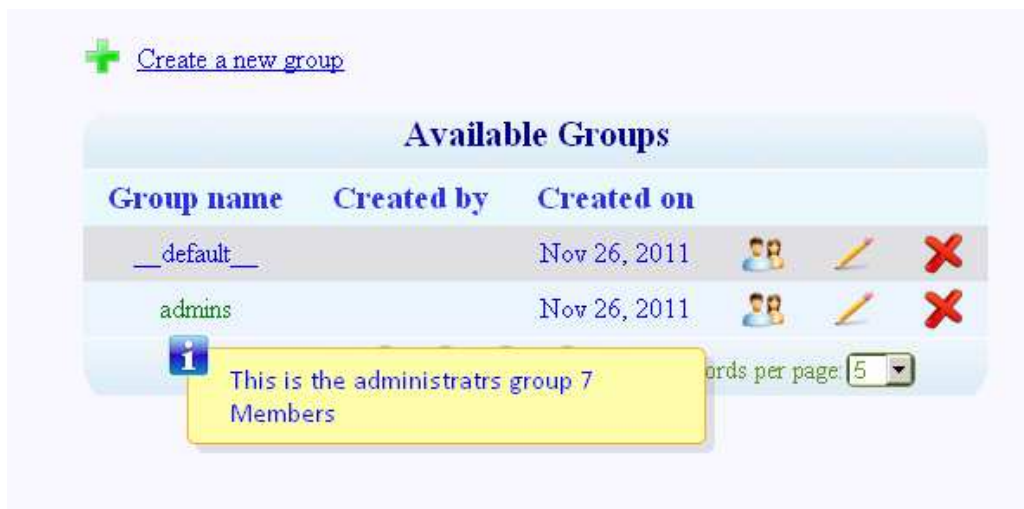 Create a new group
Available Groups
Group name Created by Created on
__default__ Nov 26, 2011
admins Nov 26, 2011
This is the administratrs group 7
Members
per page: 5